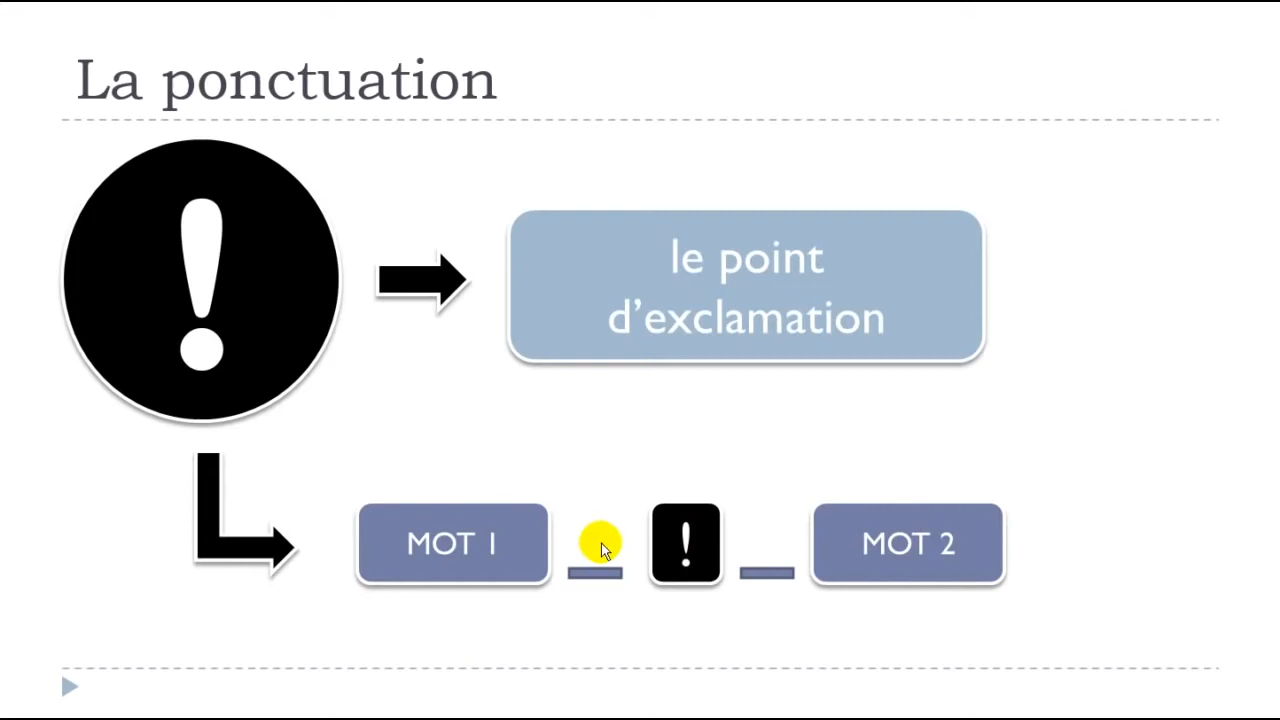 La ponctuation
!
le point
d’exclamation
MOT 1 _ ! _ MOT 2